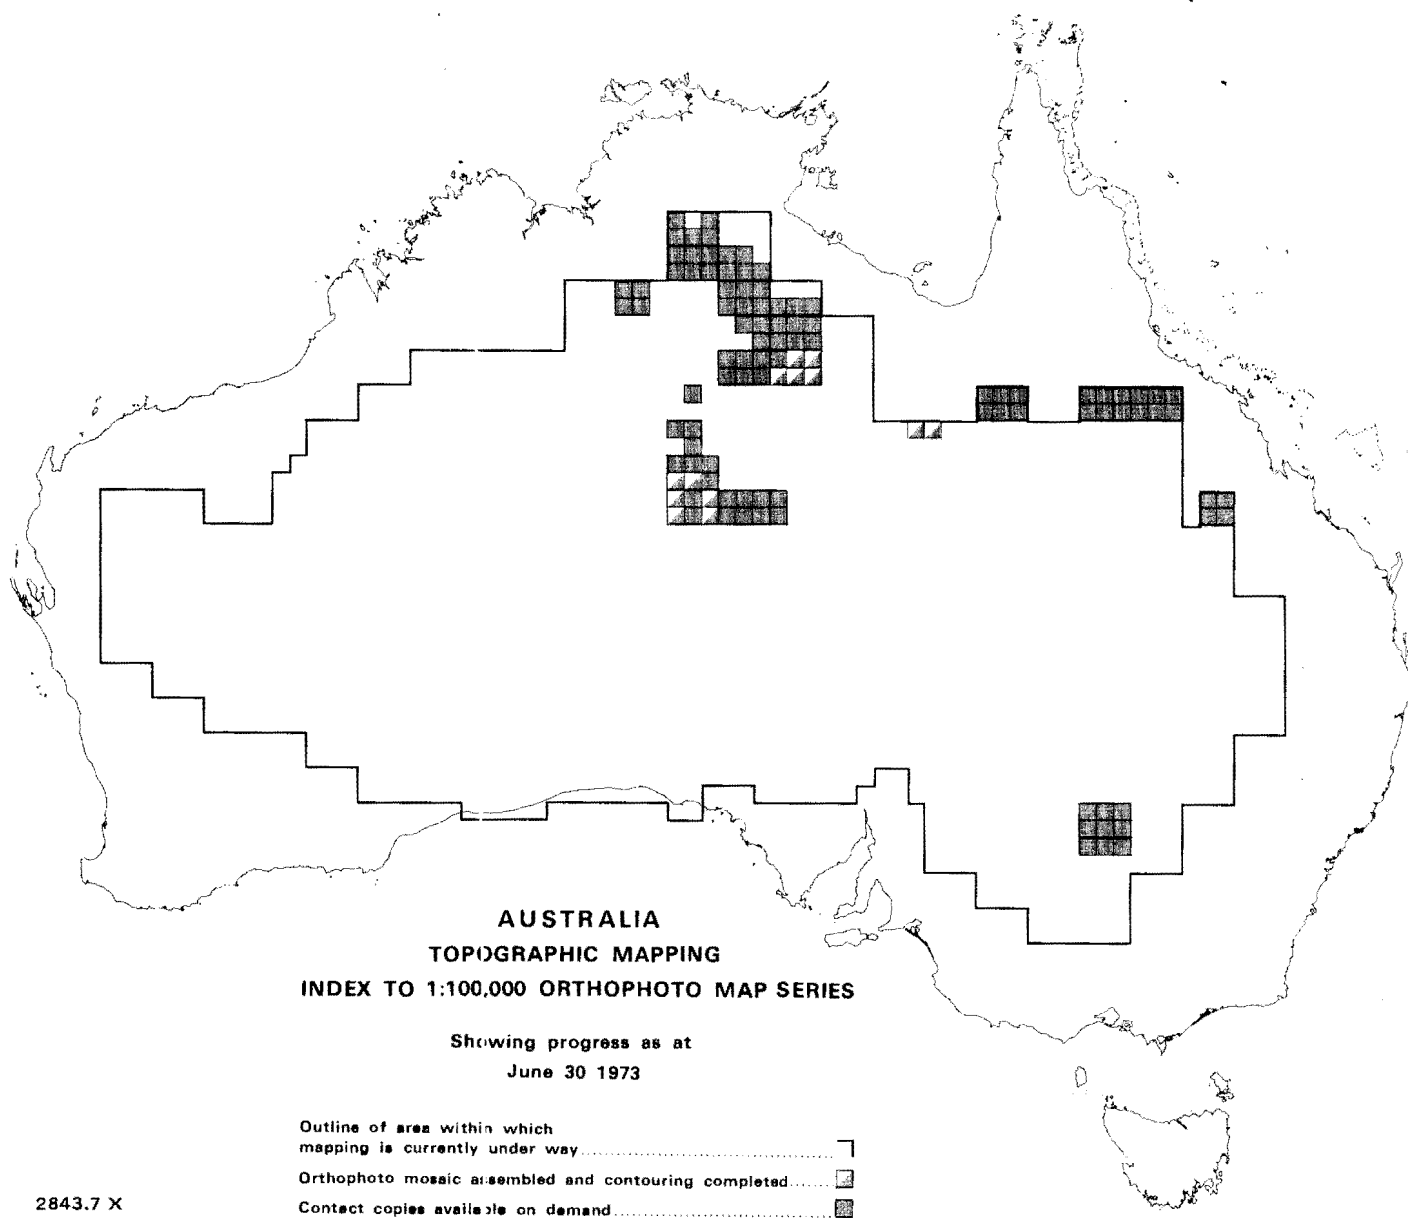 AUSTRALIA
TOPOGRAPHIC MAPPING
INDEX TO 1:100,000 ORTHOPHOTO MAP SERIES
Showing progress as at
June 30 1973
Outline of area within which
mapping is currently under way
Orthophoto mosaic assembled and contouring completed
Contact copies available on demand
2843.7 X